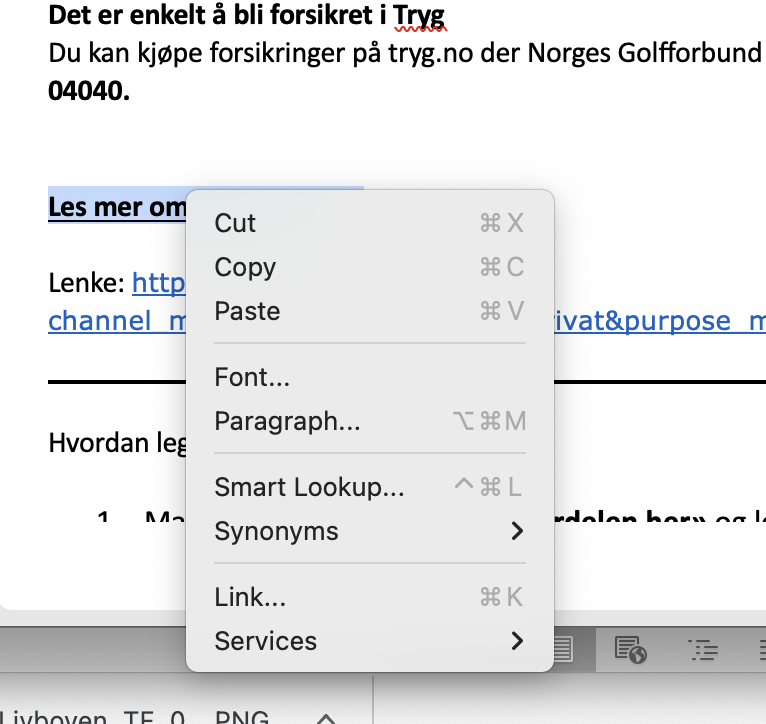 Det er enkelt å bli forsikret i Tryg
Du kan kjøpe forsikringer på tryg.no der Norges Golfforbund
04040.
Les mer om
Lenke: http
channel_m ivat&purpose_m
Hvordan leg
1. Ma rdelen her» og l
Cut ⌘X
Copy ⌘C
Paste ⌘V
Font...
Paragraph... ⌥⌘M
Smart Lookup... ^⌘L
Synonyms
Link... ⌘K
Services
Livboyen_TF_0....PNG